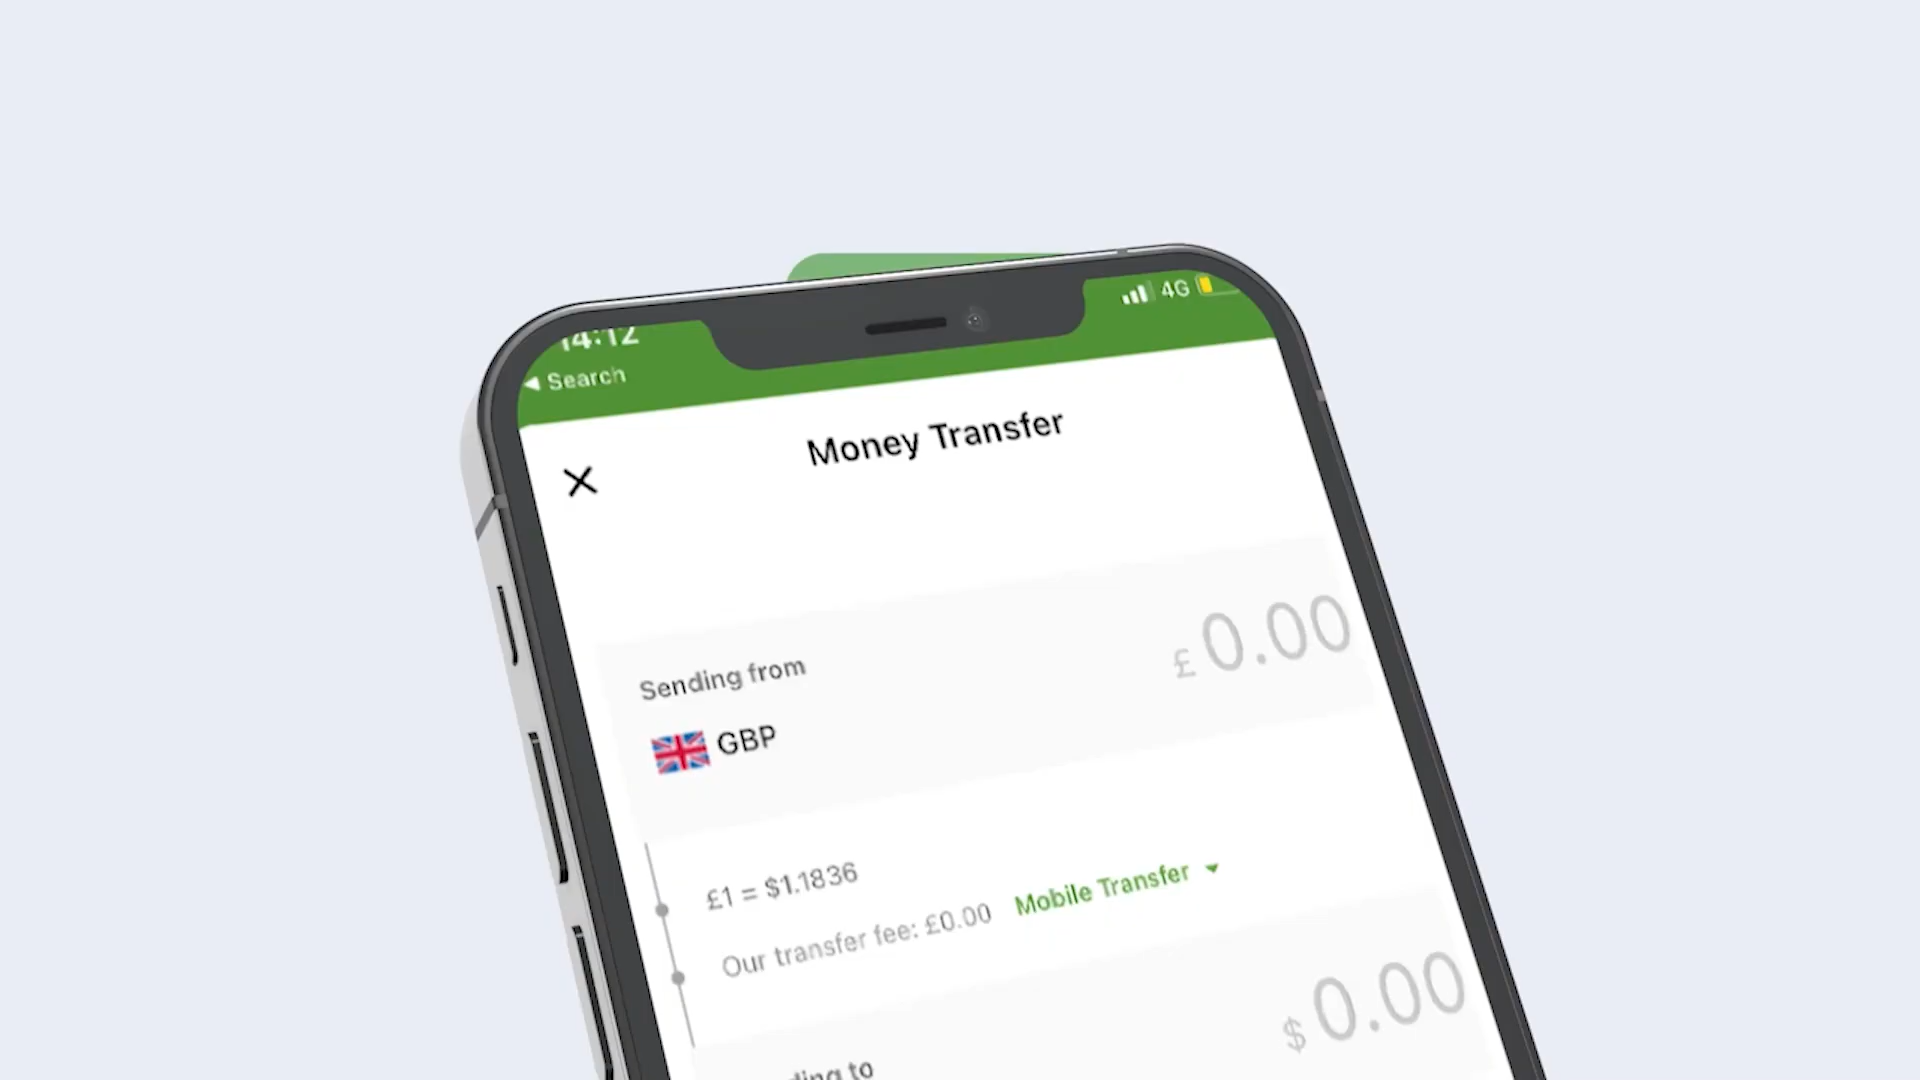 14:12
4G
Search
Money Transfer
Sending from
£ 0.00
GBP
£1 = $1.1836
Our transfer fee: £0.00 Mobile Transfer
$ 0.00
to